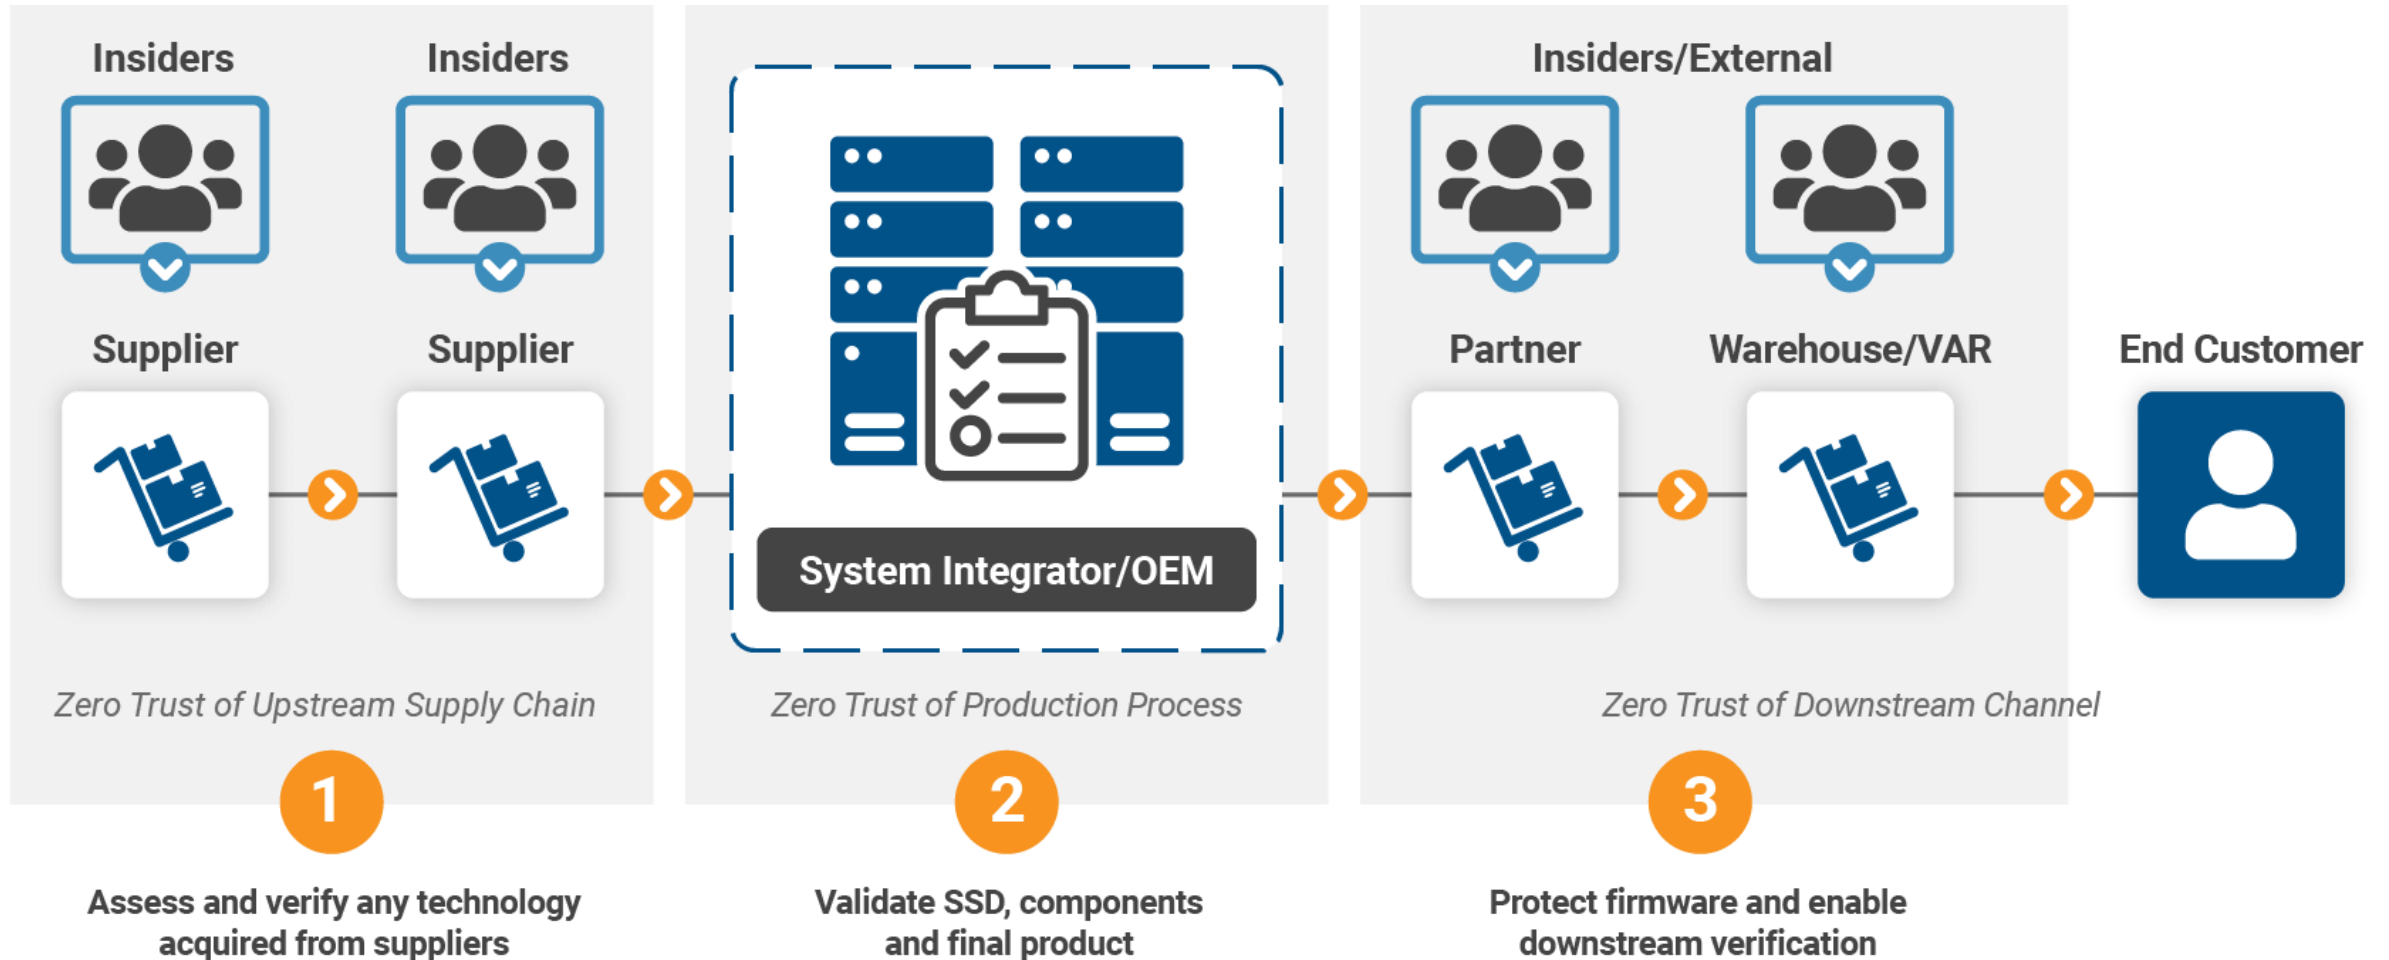 Insiders
Insiders
Insiders/External
Supplier
Supplier
System Integrator/OEM
Partner
Warehouse/VAR
End Customer
Zero Trust of Upstream Supply Chain
Zero Trust of Production Process
Zero Trust of Downstream Channel
1
Assess and verify any technology
acquired from suppliers
2
Validate SSD, components
and final product
3
Protect firmware and enable
downstream verification